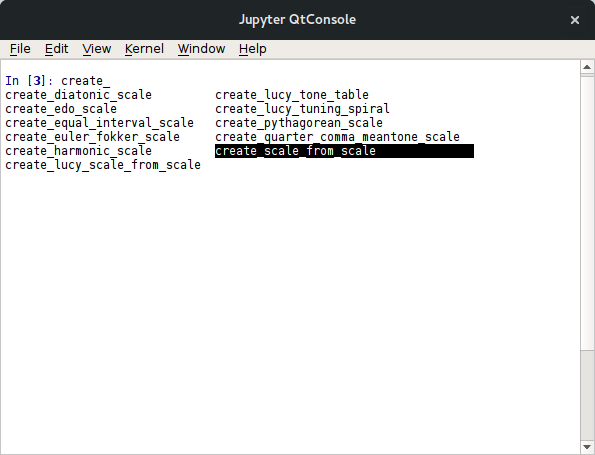 Jupyter QtConsole
File Edit View Kernel Window Help
In [3]: create_
create_diatonic_scale create_lucy_tone_table
create_edo_scale create_lucy_tuning_spiral
create_equal_interval_scale create_pythagorean_scale
create_euler_fokker_scale create_quarter_comma_meantone_scale
create_harmonic_scale create_scale_from_scale
create_lucy_scale_from_scale